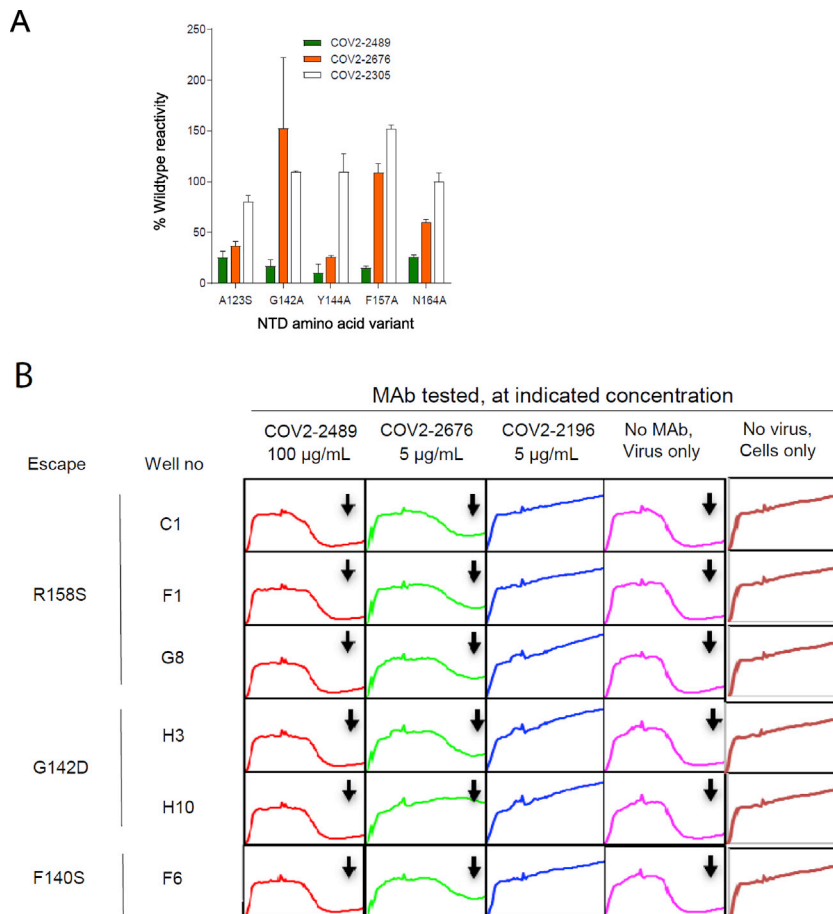 A
250
200
150
100
50
0
% Wildtype reactivity
COV2-2489
COV2-2676
COV2-2305
A123S G142A Y144A F157A N164A
NTD amino acid variant
B
MAb tested, at indicated concentration
Escape Well no COV2-2489 COV2-2676 COV2-2196 No MAb, No virus,
100 µg/mL 5 µg/mL 5 µg/mL Virus only Cells only
C1
R158S F1
G8
H3
G142D
H10
F140S F6